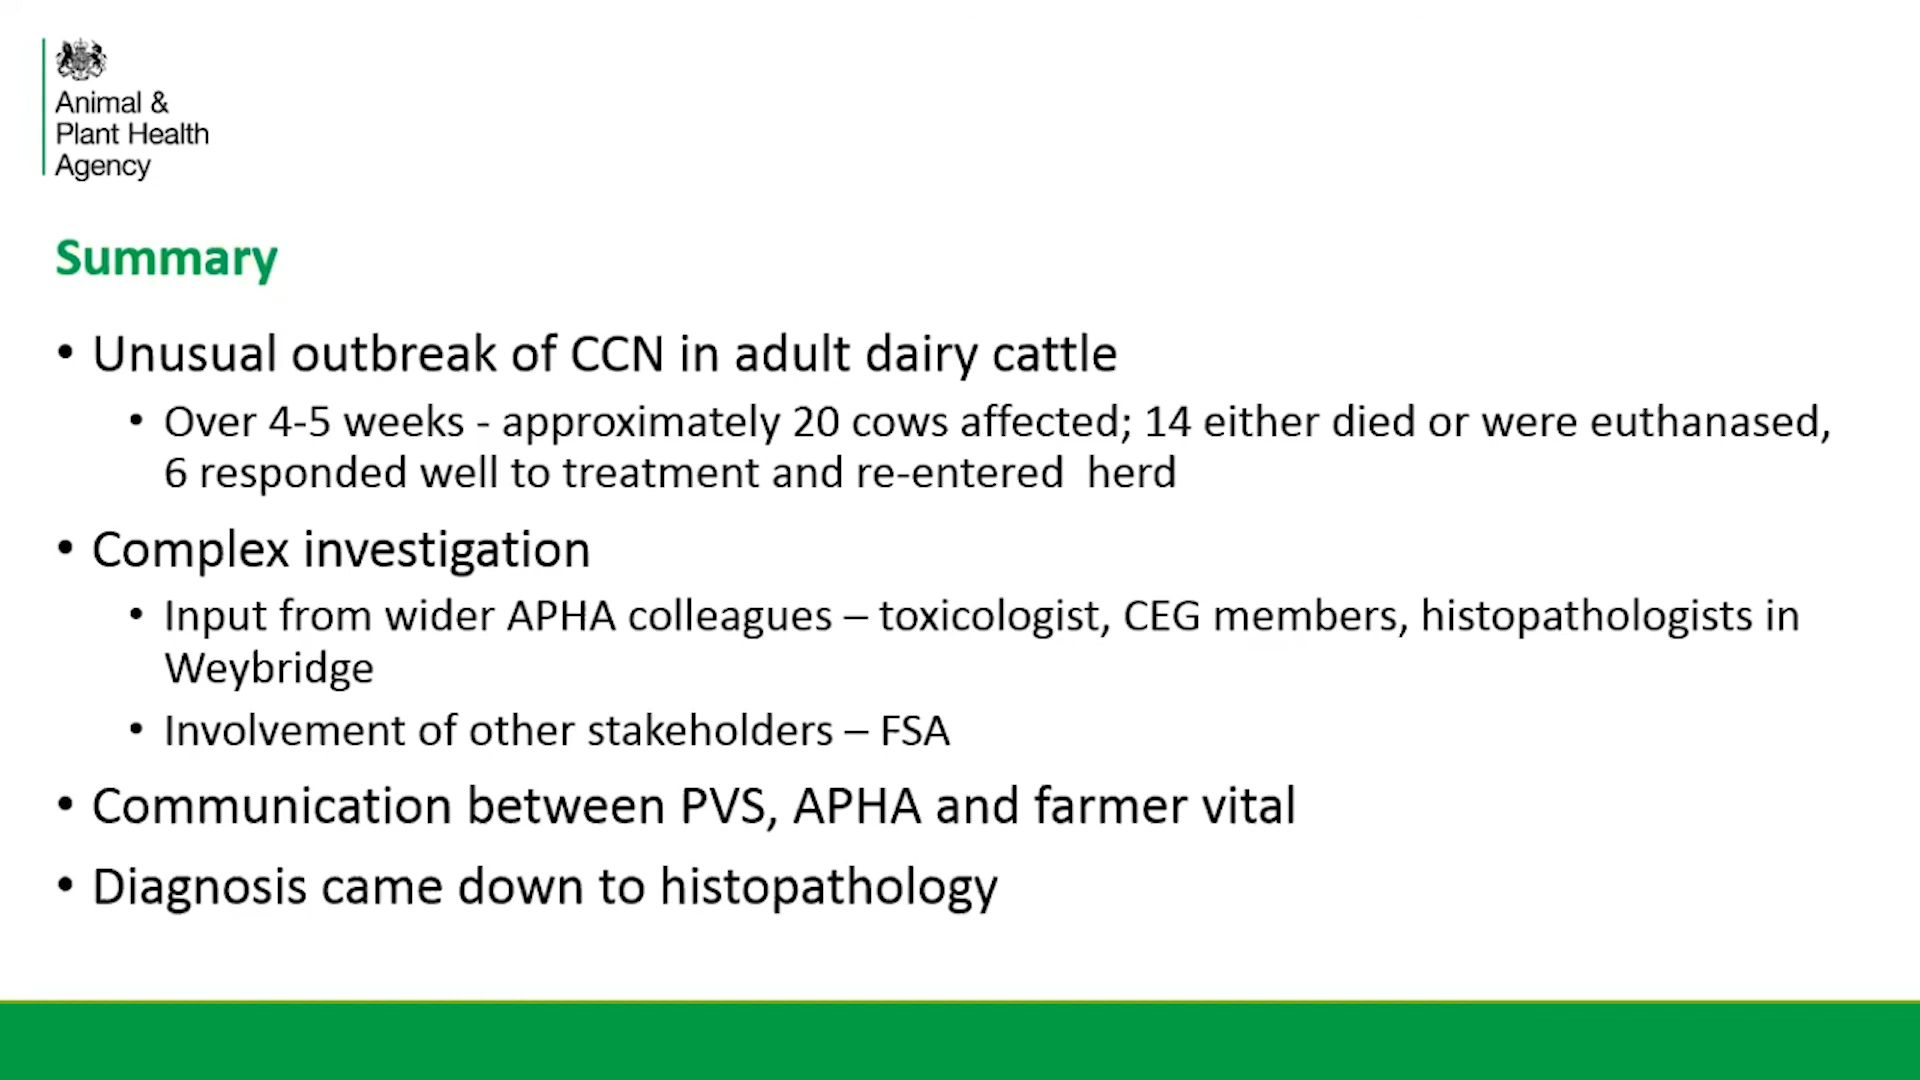 Animal &
Plant Health
Agency
Summary
• Unusual outbreak of CCN in adult dairy cattle
• Over 4-5 weeks - approximately 20 cows affected; 14 either died or were euthanased,
6 responded well to treatment and re-entered  herd
• Complex investigation
• Input from wider APHA colleagues – toxicologist, CEG members, histopathologists in
Weybridge
• Involvement of other stakeholders – FSA
• Communication between PVS, APHA and farmer vital
• Diagnosis came down to histopathology